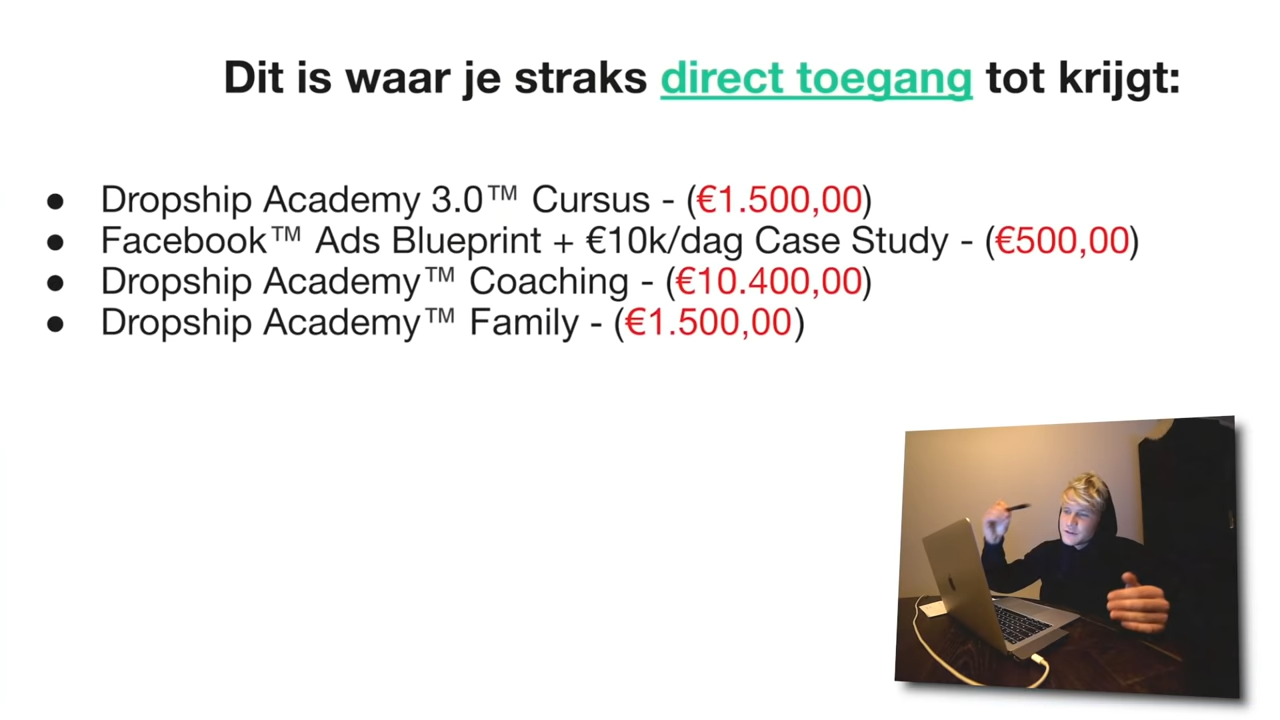 Dit is waar je straks direct toegang tot krijgt:
● Dropship Academy 3.0™ Cursus - (€1.500,00)
● Facebook™ Ads Blueprint + €10k/dag Case Study - (€500,00)
● Dropship Academy™ Coaching - (€10.400,00)
● Dropship Academy™ Family - (€1.500,00)